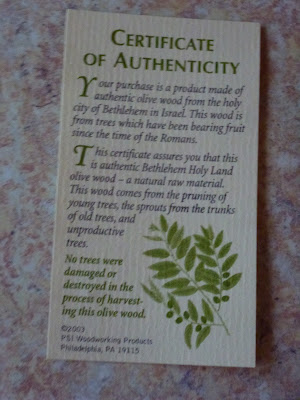 CERTIFICATE
OF AUTHENTICITY
Your purchase is a product made of
authentic olive wood from the holy
city of Bethlehem in Israel. This wood is
from trees which have been bearing fruit
since the time of the Romans.
This certificate assures you that this
is authentic Bethlehem Holy Land
olive wood – a natural raw material.
This wood comes from the pruning of
young trees, the sprouts from the trunks
of old trees, and
unproductive
trees.
No trees were
damaged or
destroyed in the
process of harvest-
ing this olive wood.
©2003
PSI Woodworking Products
Philadelphia, PA 19115